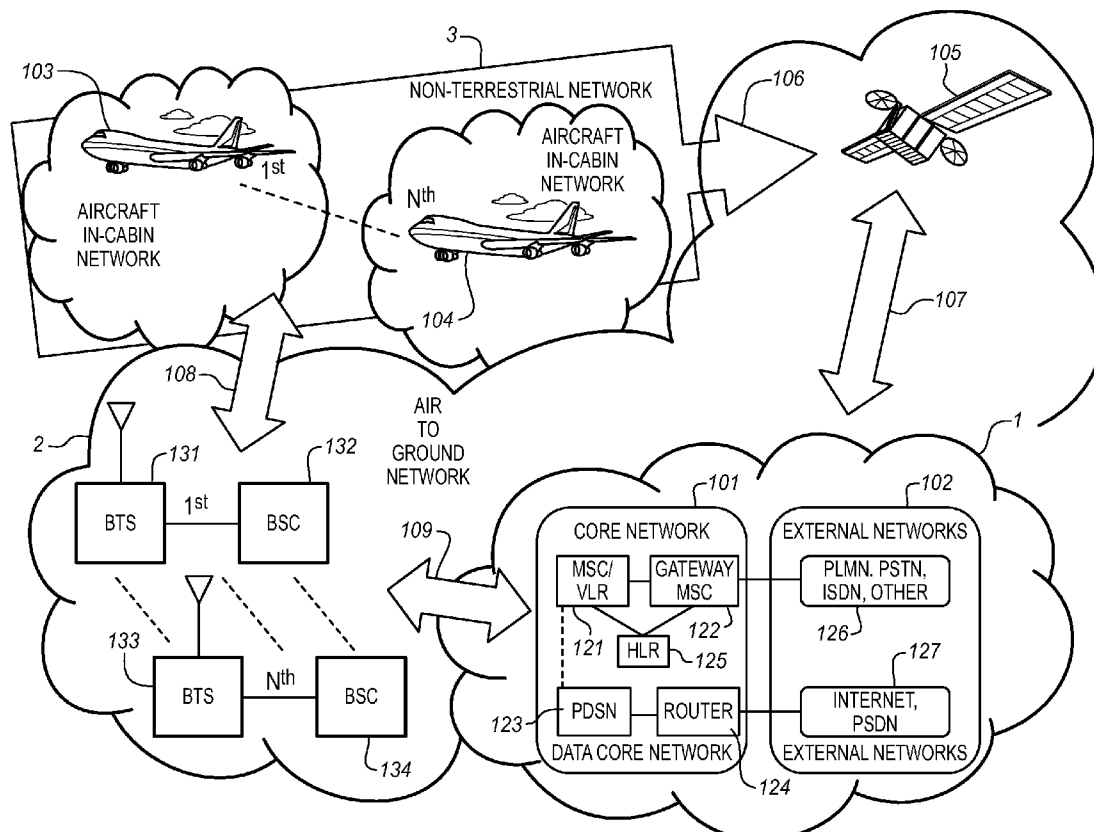 3
103
106
105
NON-TERRESTRIAL NETWORK
AIRCRAFT
IN-CABIN
NETWORK
1st
Nth
AIRCRAFT
IN-CABIN
NETWORK
104
107
108
AIR
TO
GROUND
NETWORK
2
1
131
132
BTS
1st
BSC
109
101
102
CORE NETWORK
EXTERNAL NETWORKS
MSC/
VLR
GATEWAY
MSC
PLMN. PSTN,
ISDN, OTHER
121
122
126
HLR
125
133
BTS
Nth
BSC
134
127
123
PDSN
ROUTER
INTERNET,
PSDN
DATA CORE NETWORK
EXTERNAL NETWORKS
124